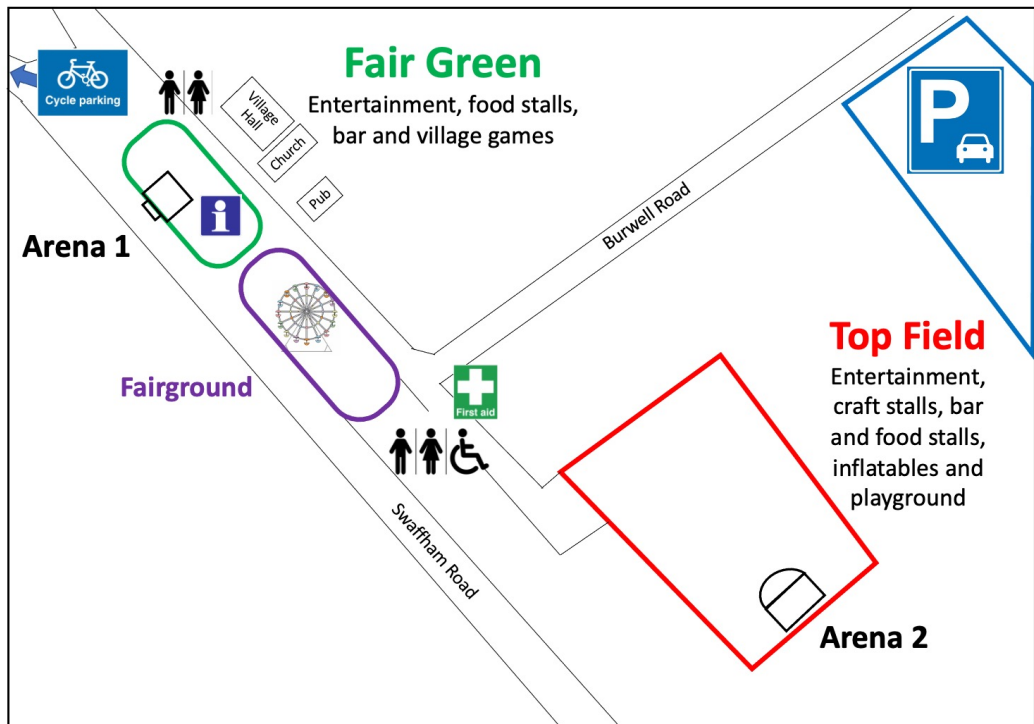 Cycle parking
Fair Green
Entertainment, food stalls,
bar and village games
Village
Hall
Church
Pub
P
i
Arena 1
Burwell Road
Fairground
First aid
Top Field
Entertainment,
craft stalls, bar
and food stalls,
inflatables and
playground
Swaffham Road
Arena 2